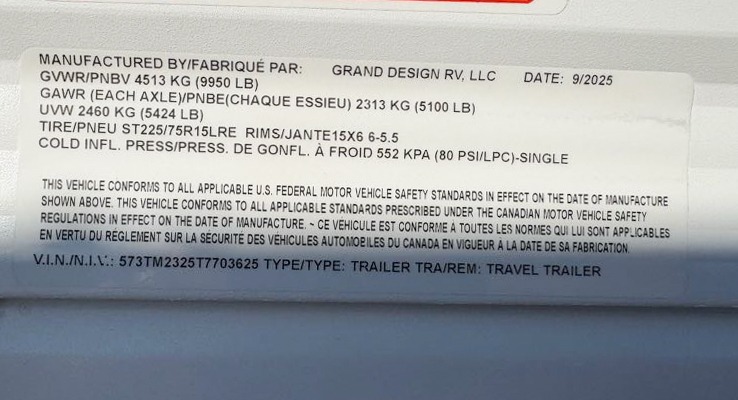 MANUFACTURED BY/FABRIQUÉ PAR: GRAND DESIGN RV, LLC DATE: 9/2025
GVWR/PNBV 4513 KG (9950 LB)
GAWR (EACH AXLE)/PNBE(CHAQUE ESSIEU) 2313 KG (5100 LB)
UVW 2460 KG (5424 LB)
TIRE/PNEU ST225/75R15LRE RIMS/JANTE15X6 6-5.5
COLD INFL. PRESS/PRESS. DE GONFL. À FROID 552 KPA (80 PSI/LPC)-SINGLE
THIS VEHICLE CONFORMS TO ALL APPLICABLE U.S. FEDERAL MOTOR VEHICLE SAFETY STANDARDS IN EFFECT ON THE DATE OF MANUFACTURE
SHOWN ABOVE. THIS VEHICLE CONFORMS TO ALL APPLICABLE STANDARDS PRESCRIBED UNDER THE CANADIAN MOTOR VEHICLE SAFETY
REGULATIONS IN EFFECT ON THE DATE OF MANUFACTURE. ~ CE VÉHICULE EST CONFORME À TOUTES LES NORMES QUI LUI SONT APPLICABLES
EN VERTU DU RÉGLEMENT SUR LA SÉCURITÉ DES VÉHICULES AUTOMOBILES DU CANADA EN VIGUEUR À LA DATE DE SA FABRICATION.
V.I.N./N.I.V.: 573TM2325T7703625 TYPE/TYPE: TRAILER TRA/REM: TRAVEL TRAILER